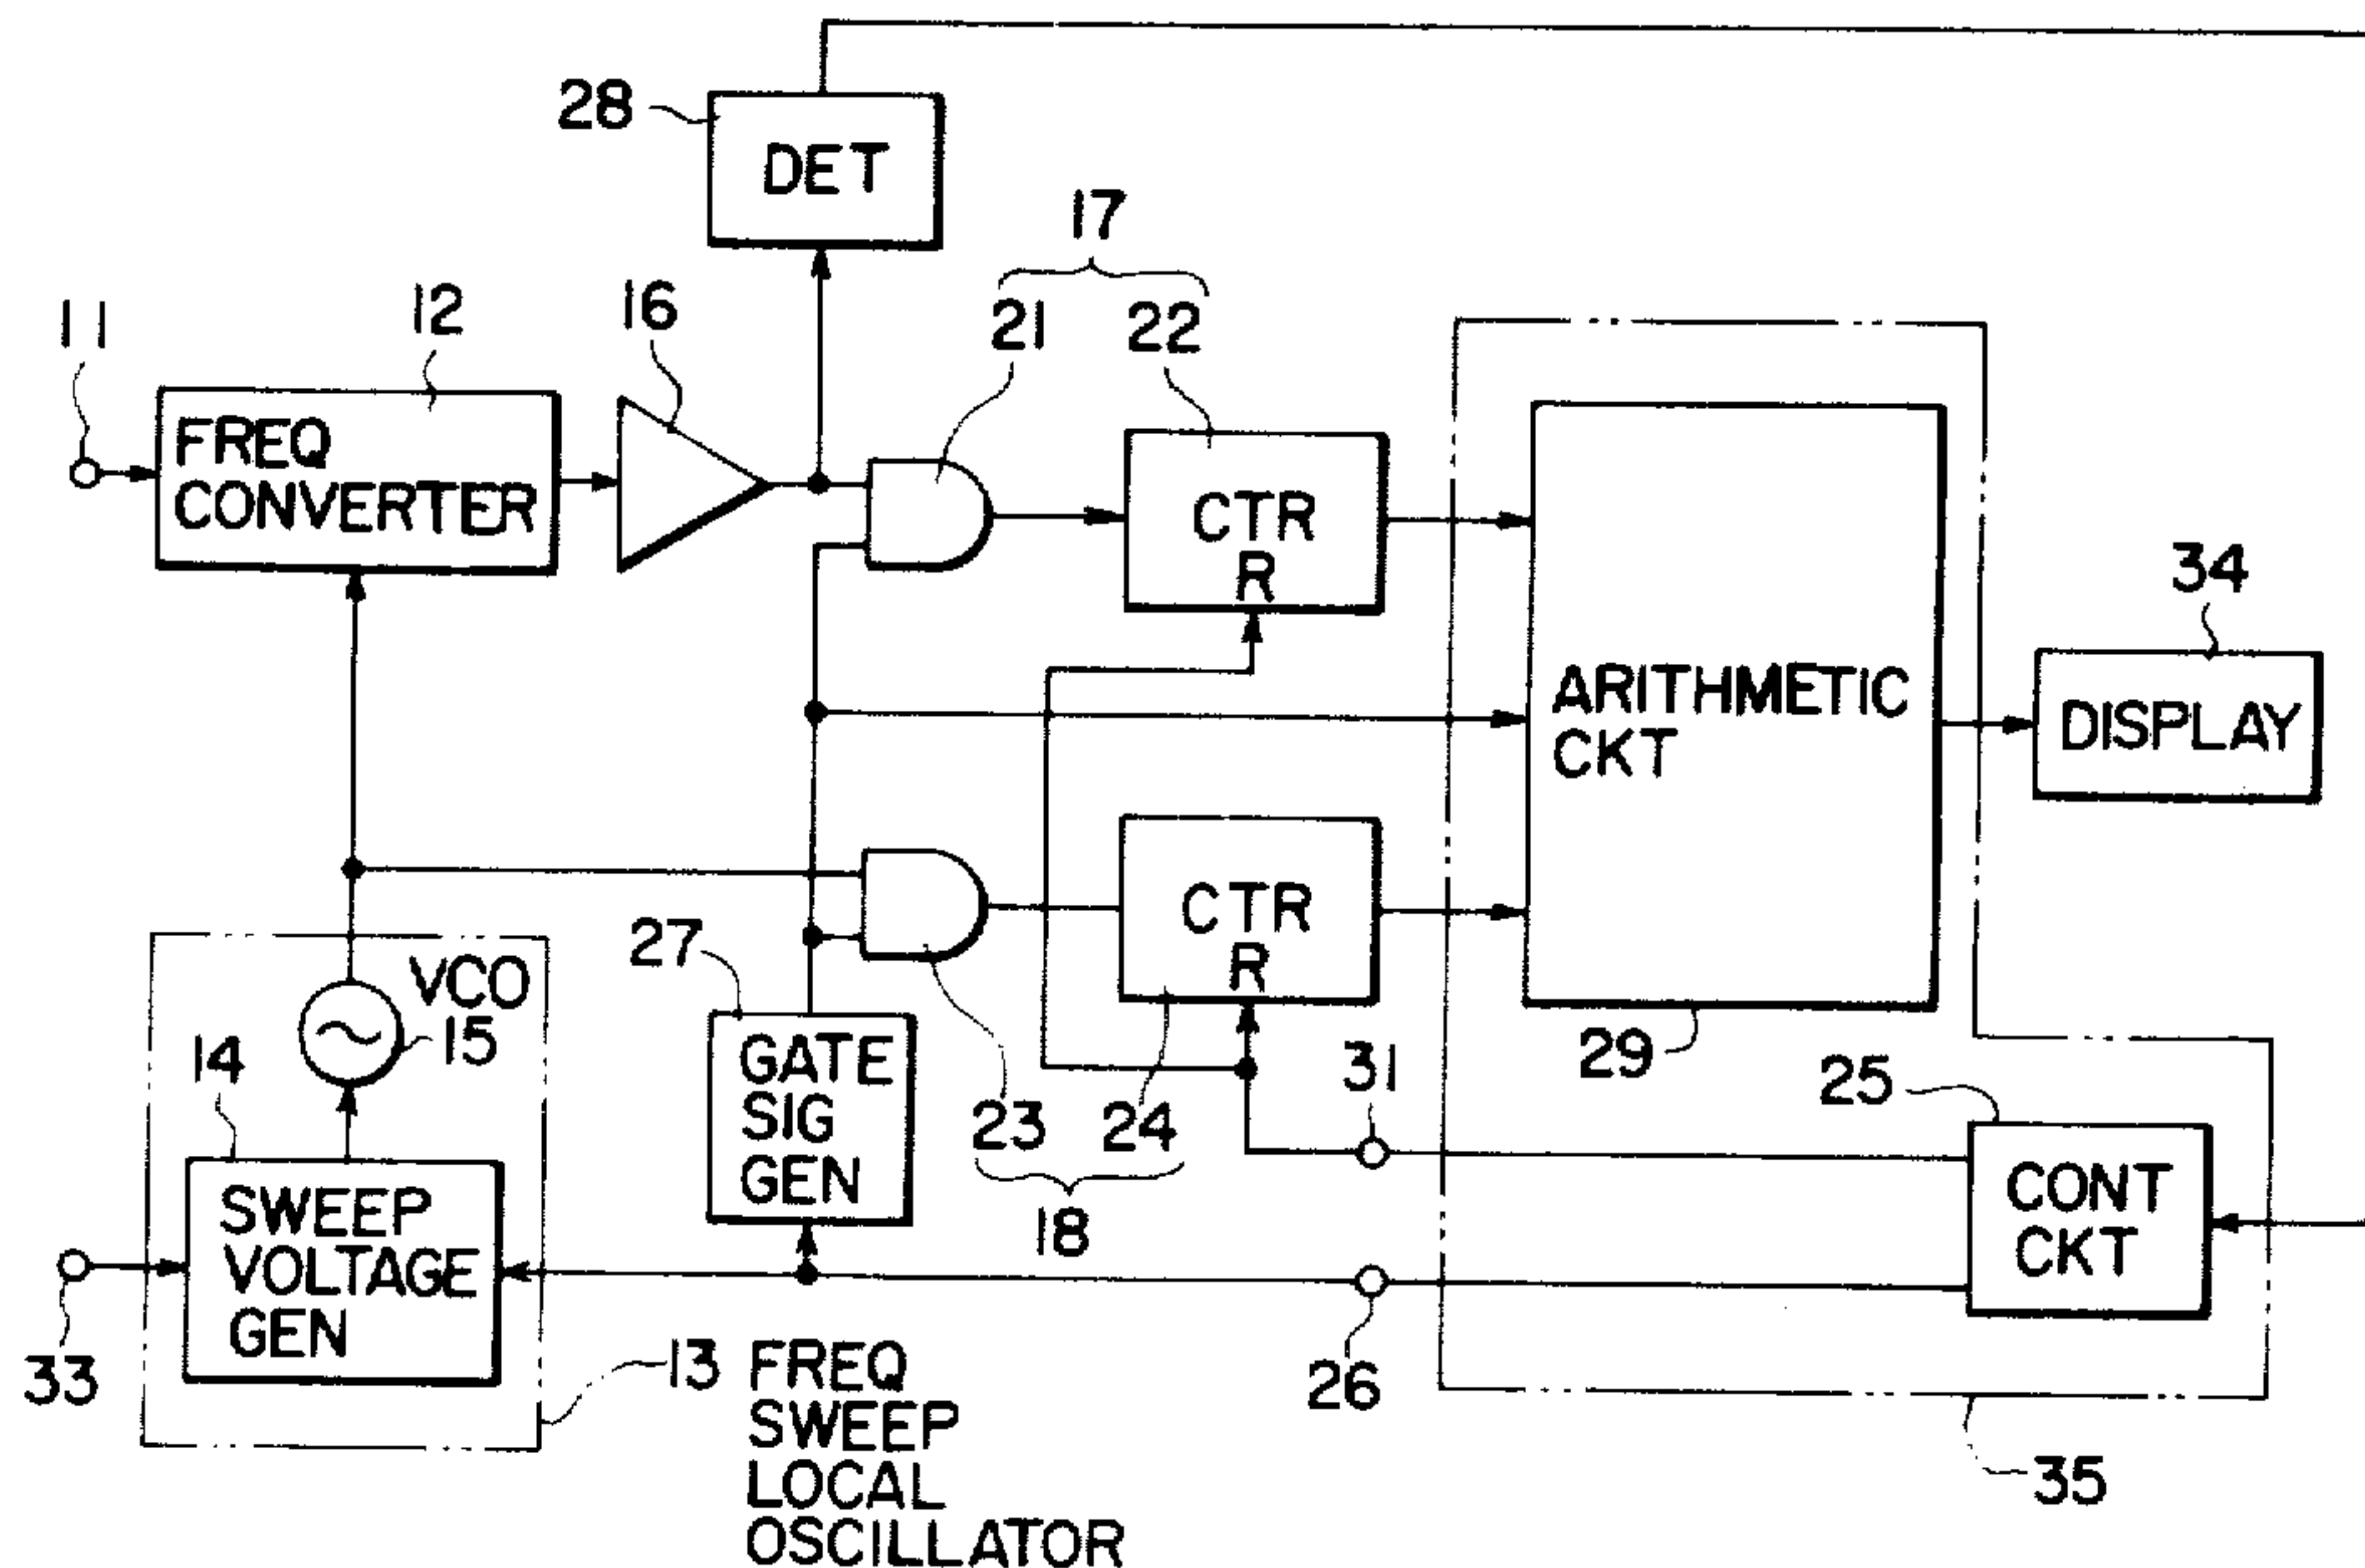 28
DET
17
11
12
16
21
22
FREQ
CONVERTER
CTR
R
34
ARITHMETIC
CKT
DISPLAY
CTR
R
27
VCO
15
14
GATE
SIG
GEN
23
24
18
31
29
25
SWEEP
VOLTAGE
GEN
CONT
CKT
33
26
13
FREQ
SWEEP
LOCAL
OSCILLATOR
35